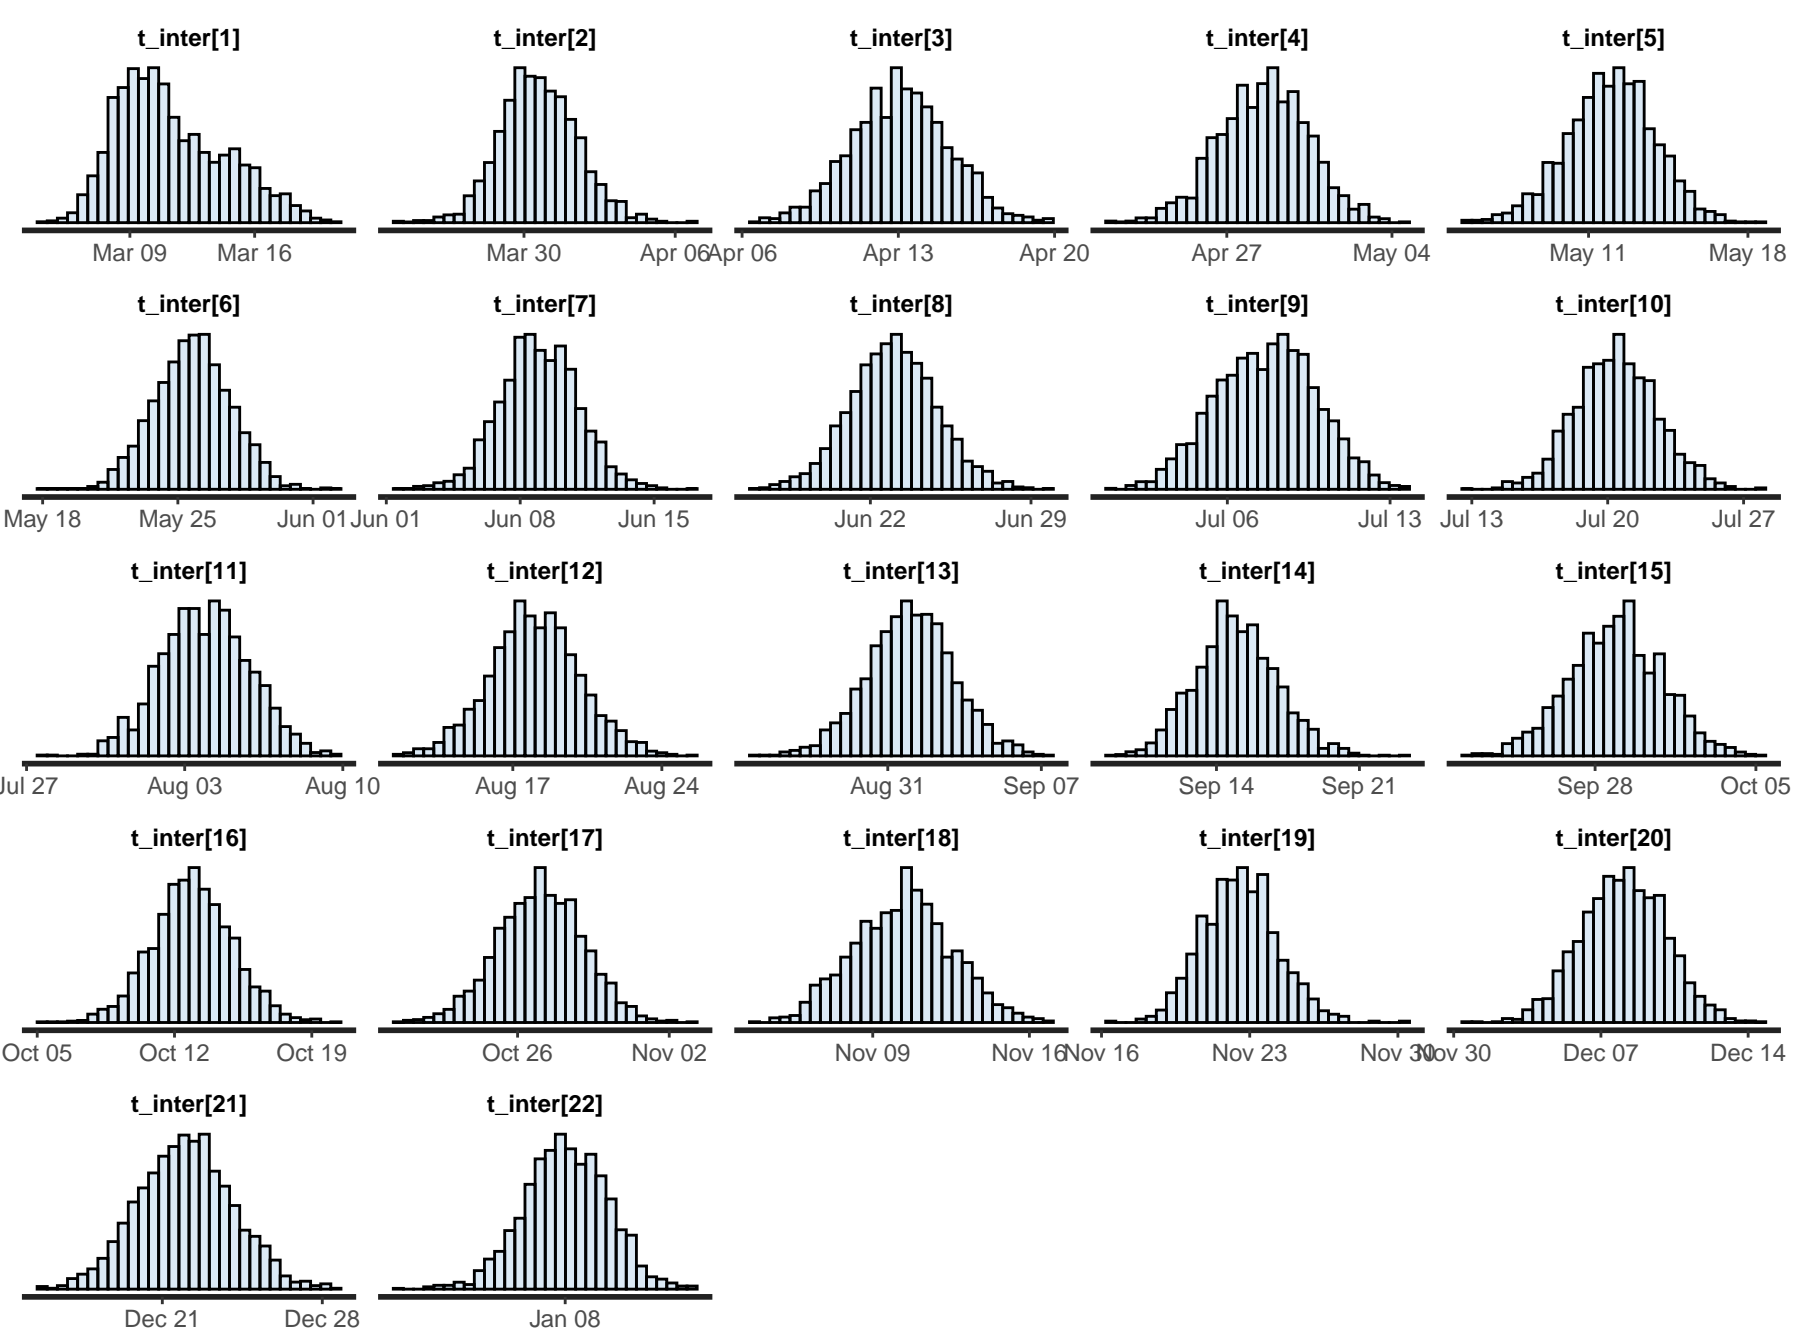 t_inter[1] t_inter[2] t_inter[3] t_inter[4] t_inter[5]
Mar 09 Mar 16 Mar 30 Apr 06 Apr 06 Apr 13 Apr 20 Apr 27 May 04 May 11 May 18
t_inter[6] t_inter[7] t_inter[8] t_inter[9] t_inter[10]
May 18 May 25 Jun 01 Jun 01 Jun 08 Jun 15 Jun 22 Jun 29 Jul 06 Jul 13 Jul 13 Jul 20 Jul 27
t_inter[11] t_inter[12] t_inter[13] t_inter[14] t_inter[15]
Jul 27 Aug 03 Aug 10 Aug 17 Aug 24 Aug 31 Sep 07 Sep 14 Sep 21 Sep 28 Oct 05
t_inter[16] t_inter[17] t_inter[18] t_inter[19] t_inter[20]
Oct 05 Oct 12 Oct 19 Oct 26 Nov 02 Nov 09 Nov 16 Nov 16 Nov 23 Nov 30 Nov 30 Dec 07 Dec 14
t_inter[21] t_inter[22]
Dec 21 Dec 28 Jan 08